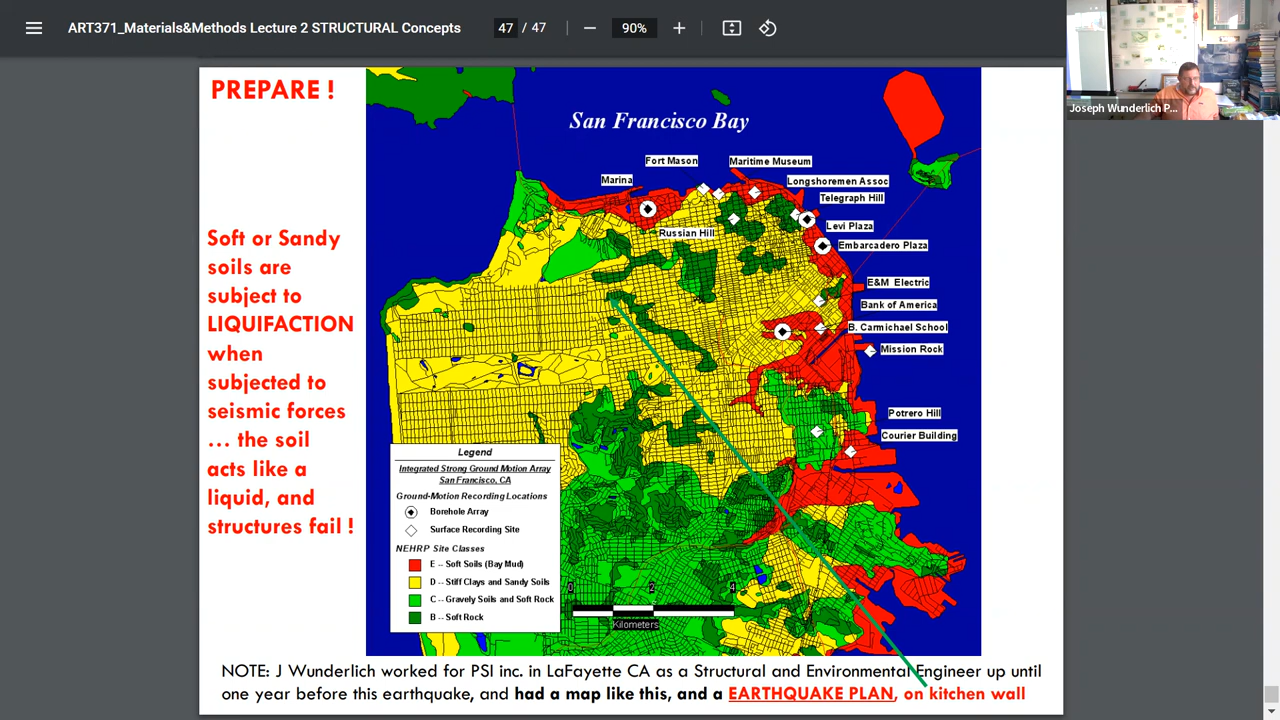 ART371_Materials&Methods Lecture 2 STRUCTURAL Concepts
47 / 47
90%
Joseph Wunderlich P...
PREPARE !
Soft or Sandy
soils are
subject to
LIQUIFACTION
when
subjected to
seismic forces
… the soil
acts like a
liquid, and
structures fail !
San Francisco Bay
Fort Mason
Maritime Museum
Marina
Longshoremen Assoc
Telegraph Hill
Levi Plaza
Russian Hill
Embarcadero Plaza
E&M Electric
Bank of America
B. Carmichael School
Mission Rock
Potrero Hill
Courier Building
Legend
Integrated Strong Ground Motion Array
San Francisco, CA
Ground-Motion Recording Locations
Borehole Array
Surface Recording Site
NEHRP Site Classes
E -- Soft Soils (Bay Mud)
D -- Stiff Clays and Sandy Soils
C -- Gravely Soils and Soft Rock
B -- Soft Rock
0 2 4
Kilometers
NOTE: J Wunderlich worked for PSI inc. in LaFayette CA as a Structural and Environmental Engineer up until
one year before this earthquake, and had a map like this, and a EARTHQUAKE PLAN, on kitchen wall